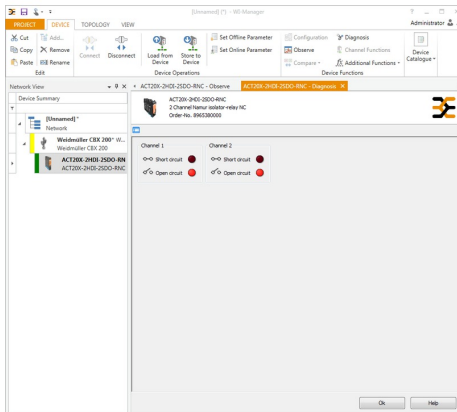 [Unnamed] (*) - WI-Manager
PROJECT DEVICE TOPOLOGY VIEW
Administrator
Cut
Copy
Paste
Edit
Add...
Remove
Rename
Connect
Disconnect
Load from Device
Store to Device
Device Operations
Set Offline Parameter
Set Online Parameter
Configuration
Observe
Compare
Diagnosis
Channel Functions
Additional Functions
Device Functions
Device Catalogue
Network View
Device Summary
[Unnamed]*
Network
Weidmüller CBX 200* W...
Weidmüller CBX 200
ACT20X-2HDI-2SDO-RN
ACT20X-2HDI-2SDO-RNC
ACT20X-2HDI-2SDO-RNC - Observe
ACT20X-2HDI-2SDO-RNC - Diagnosis
ACT20X-2HDI-2SDO-RNC
2 Channel Namur isolator-relay NC
Order-No. 8965380000
Channel 1
Short circuit
Open circuit
Channel 2
Short circuit
Open circuit
Ok
Help